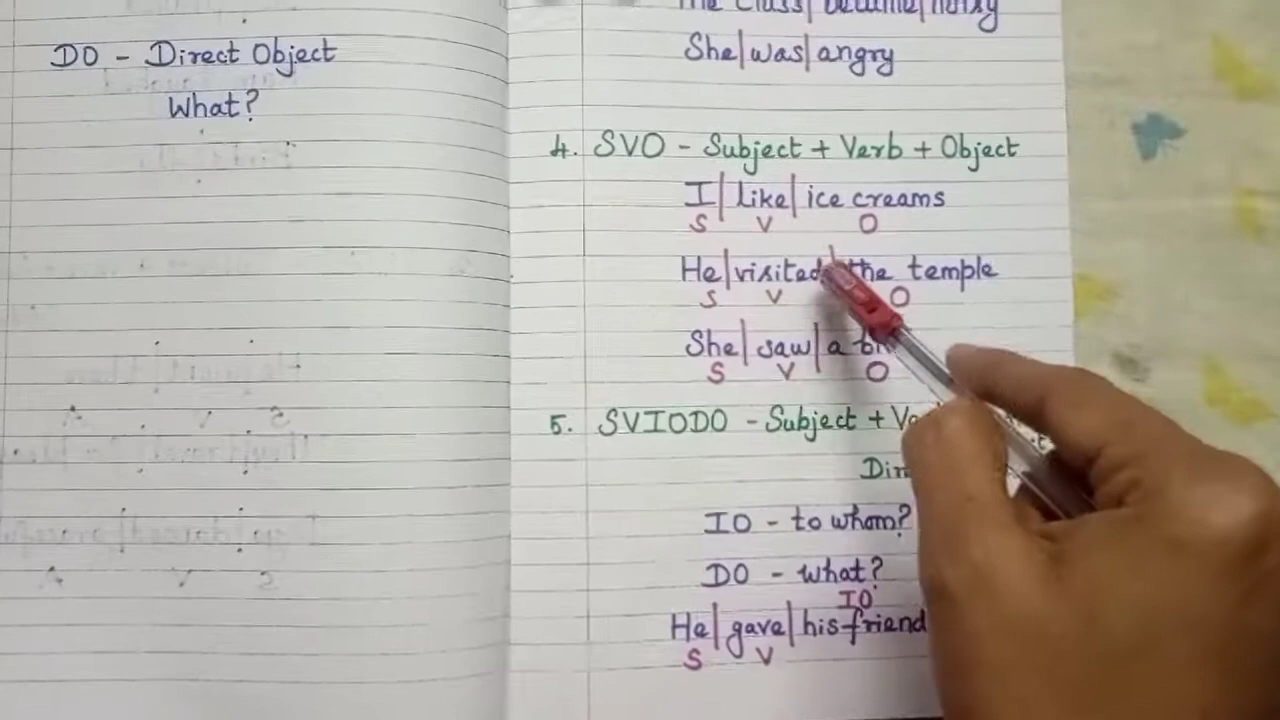 DO - Direct Object
What?
She|was|angry
4. SVO - Subject + Verb + Object
I| like| ice creams
S V O
He|visited the temple
S V O
She| saw| a
S V O
5. SVIODO - Subject +
IO - to whom?
DO - what?
IO
He| gave| his friend
S V